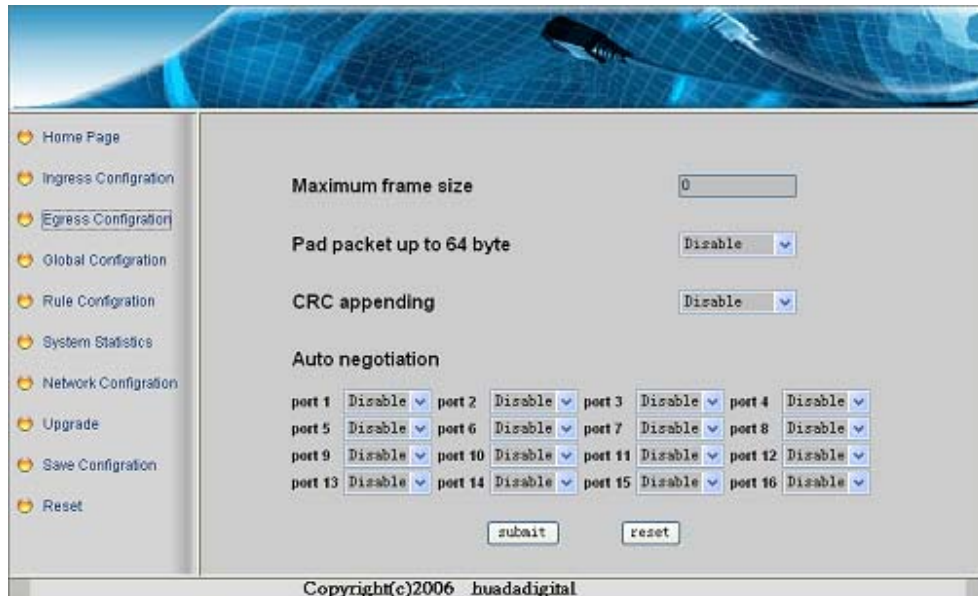 Home Page
Ingress Configration
Egress Configration
Global Configration
Rule Configration
System Statistics
Network Configration
Upgrade
Save Configration
Reset
Maximum frame size 0
Pad packet up to 64 byte Disable
CRC appending Disable
Auto negotiation
port 1 Disable port 2 Disable port 3 Disable port 4 Disable
port 5 Disable port 6 Disable port 7 Disable port 8 Disable
port 9 Disable port 10 Disable port 11 Disable port 12 Disable
port 13 Disable port 14 Disable port 15 Disable port 16 Disable
submit reset
Copyright(c)2006 huadadigital